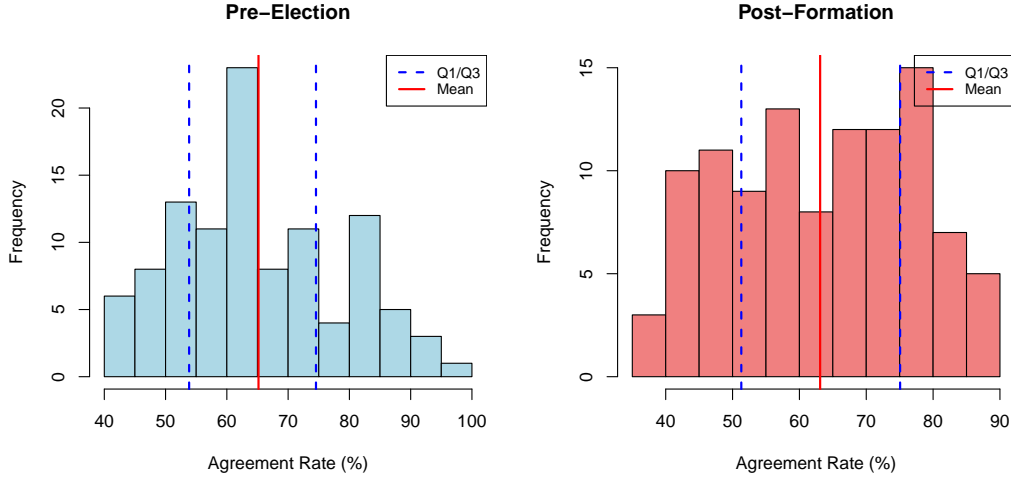 Pre−Election
Q1/Q3
Mean
Frequency
0
5
10
15
20
40 50 60 70 80 90 100
Agreement Rate (%)
Post−Formation
Q1/Q3
Mean
Frequency
0
5
10
15
40 50 60 70 80 90
Agreement Rate (%)